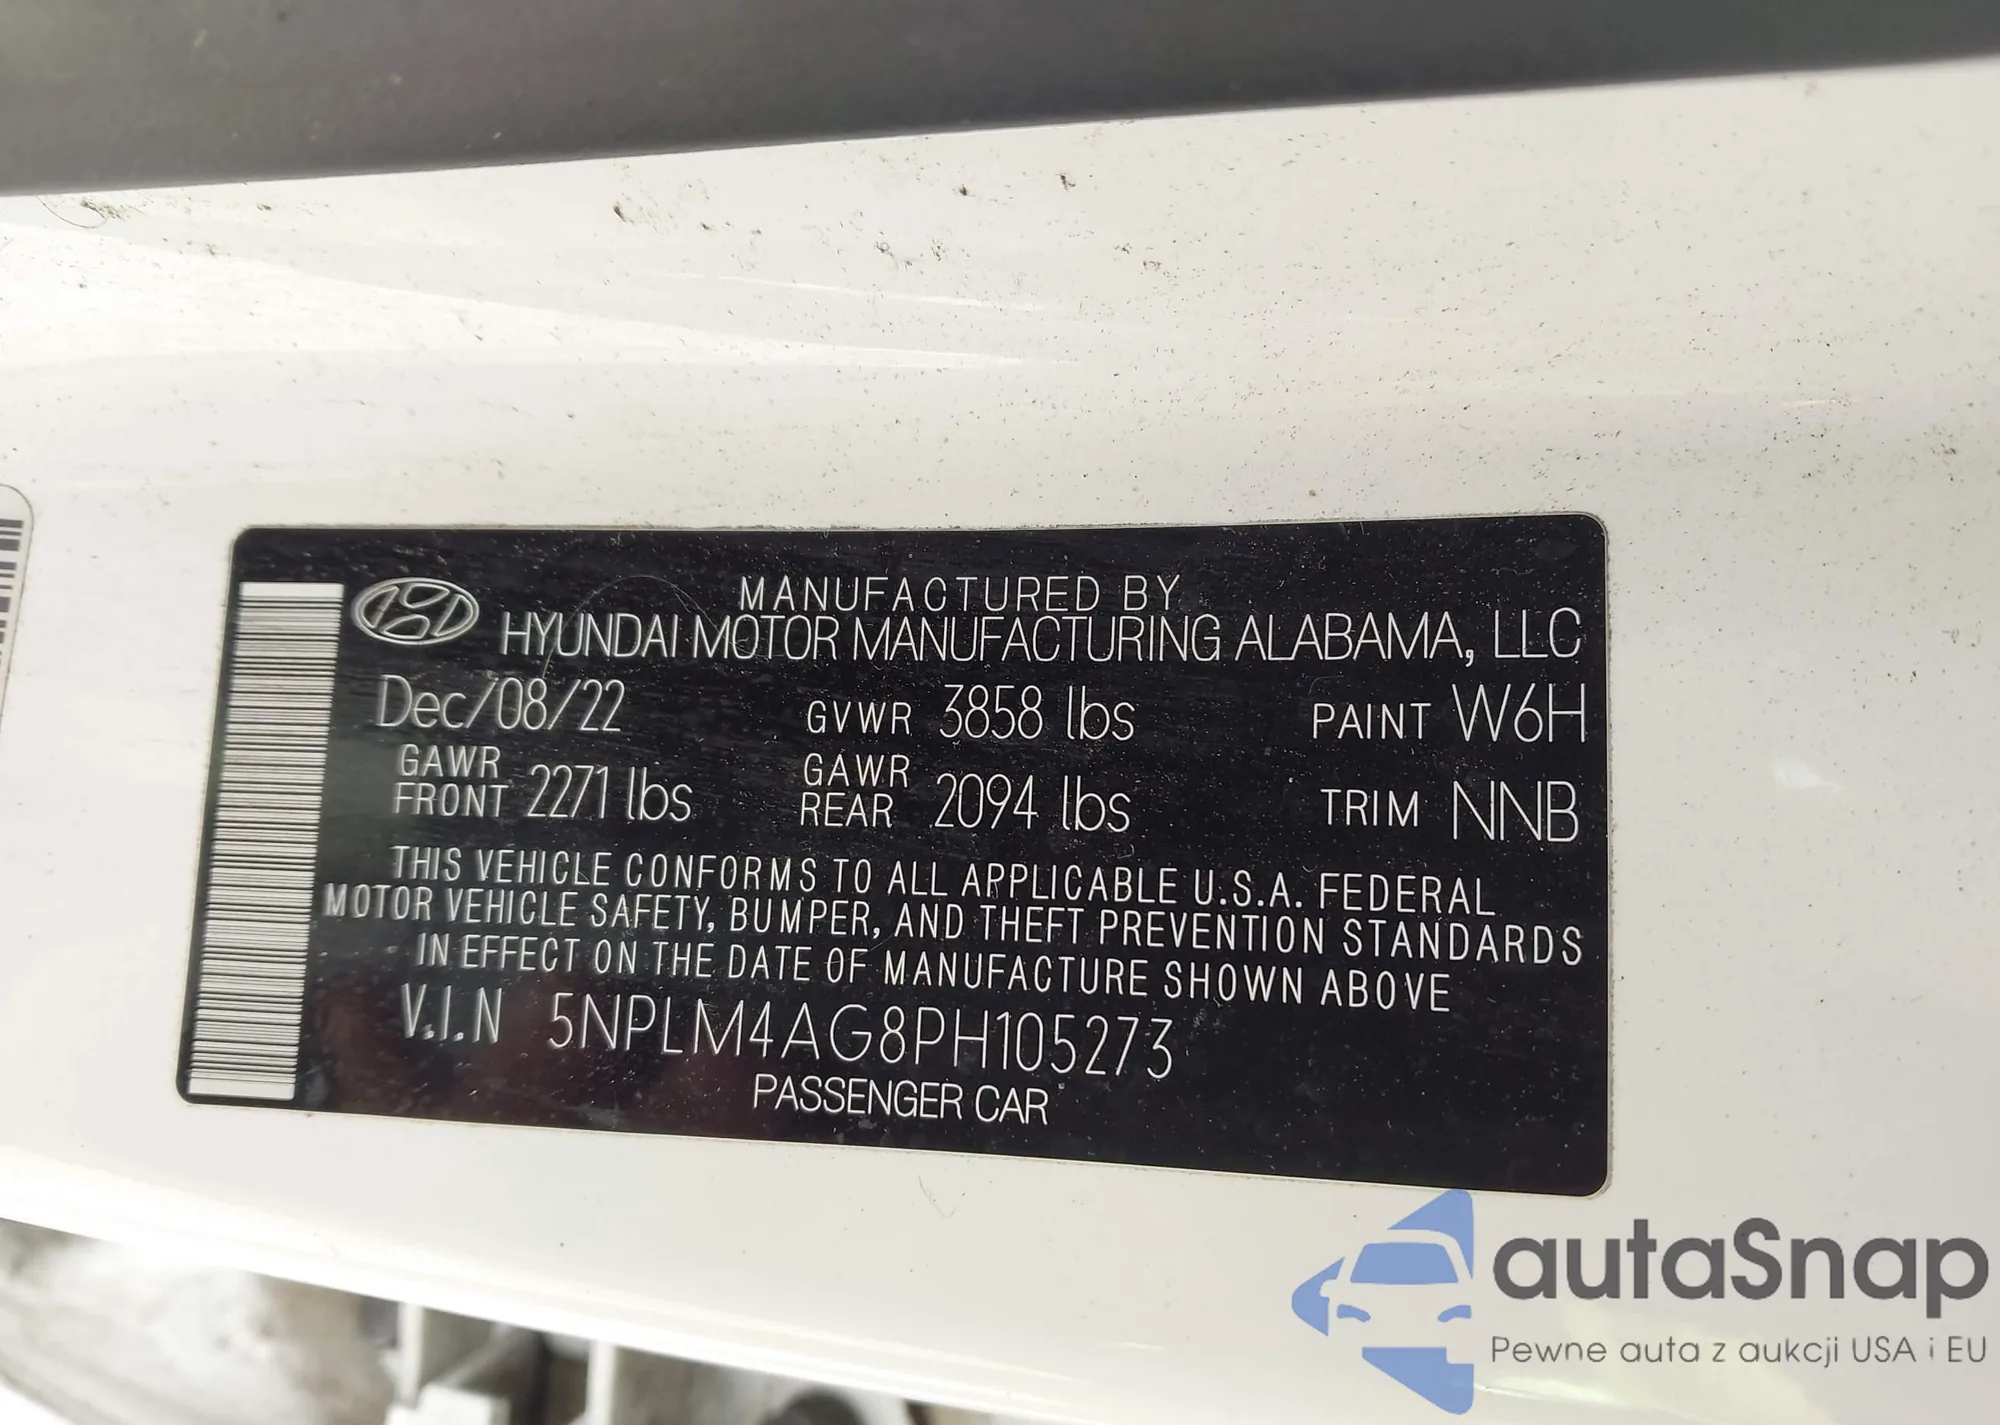 MANUFACTURED BY
HYUNDAI MOTOR MANUFACTURING ALABAMA, LLC
Dec/08/22 GVWR 3858 lbs PAINT W6H
GAWR FRONT 2271 lbs GAWR REAR 2094 lbs TRIM NNB
THIS VEHICLE CONFORMS TO ALL APPLICABLE U.S.A. FEDERAL
MOTOR VEHICLE SAFETY, BUMPER, AND THEFT PREVENTION STANDARDS
IN EFFECT ON THE DATE OF MANUFACTURE SHOWN ABOVE
V.I.N 5NPLM4AG8PH105273
PASSENGER CAR
autaSnap
Pewne auta z aukcji USA i EU